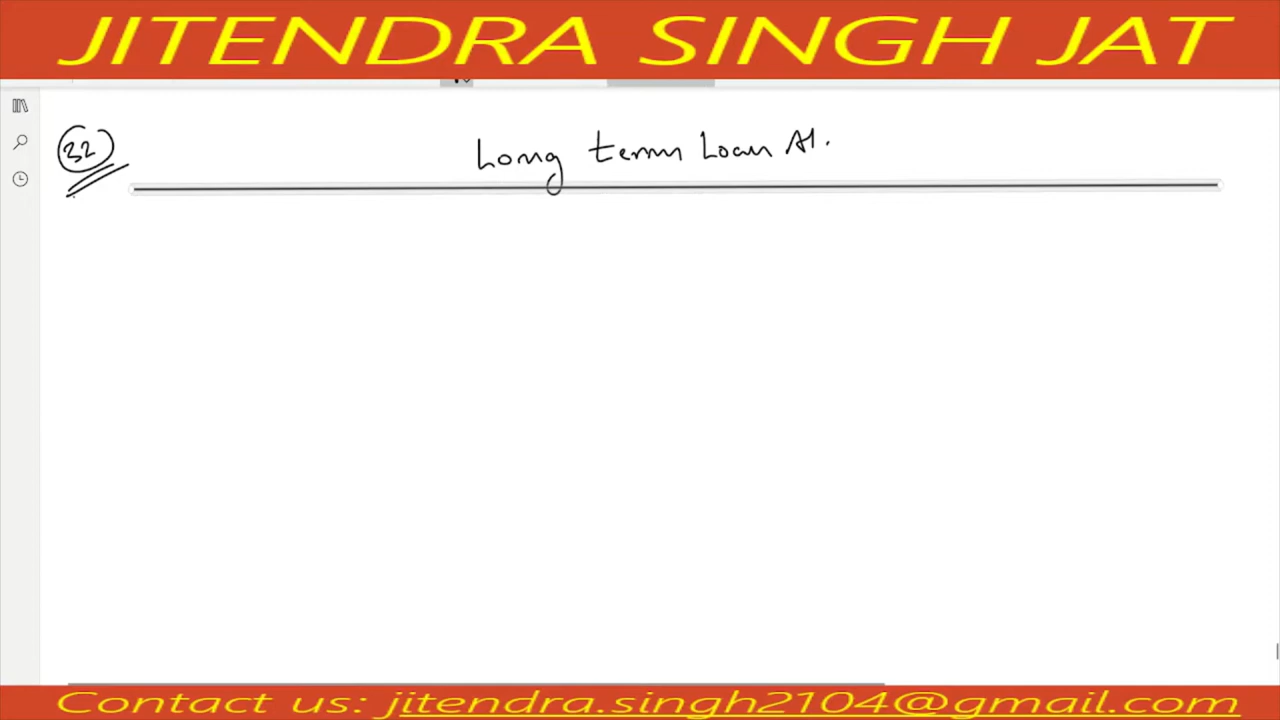 JITENDRA SINGH JAT
32
Long term Loan A/.
Contact us: jitendra.singh2104@gmail.com